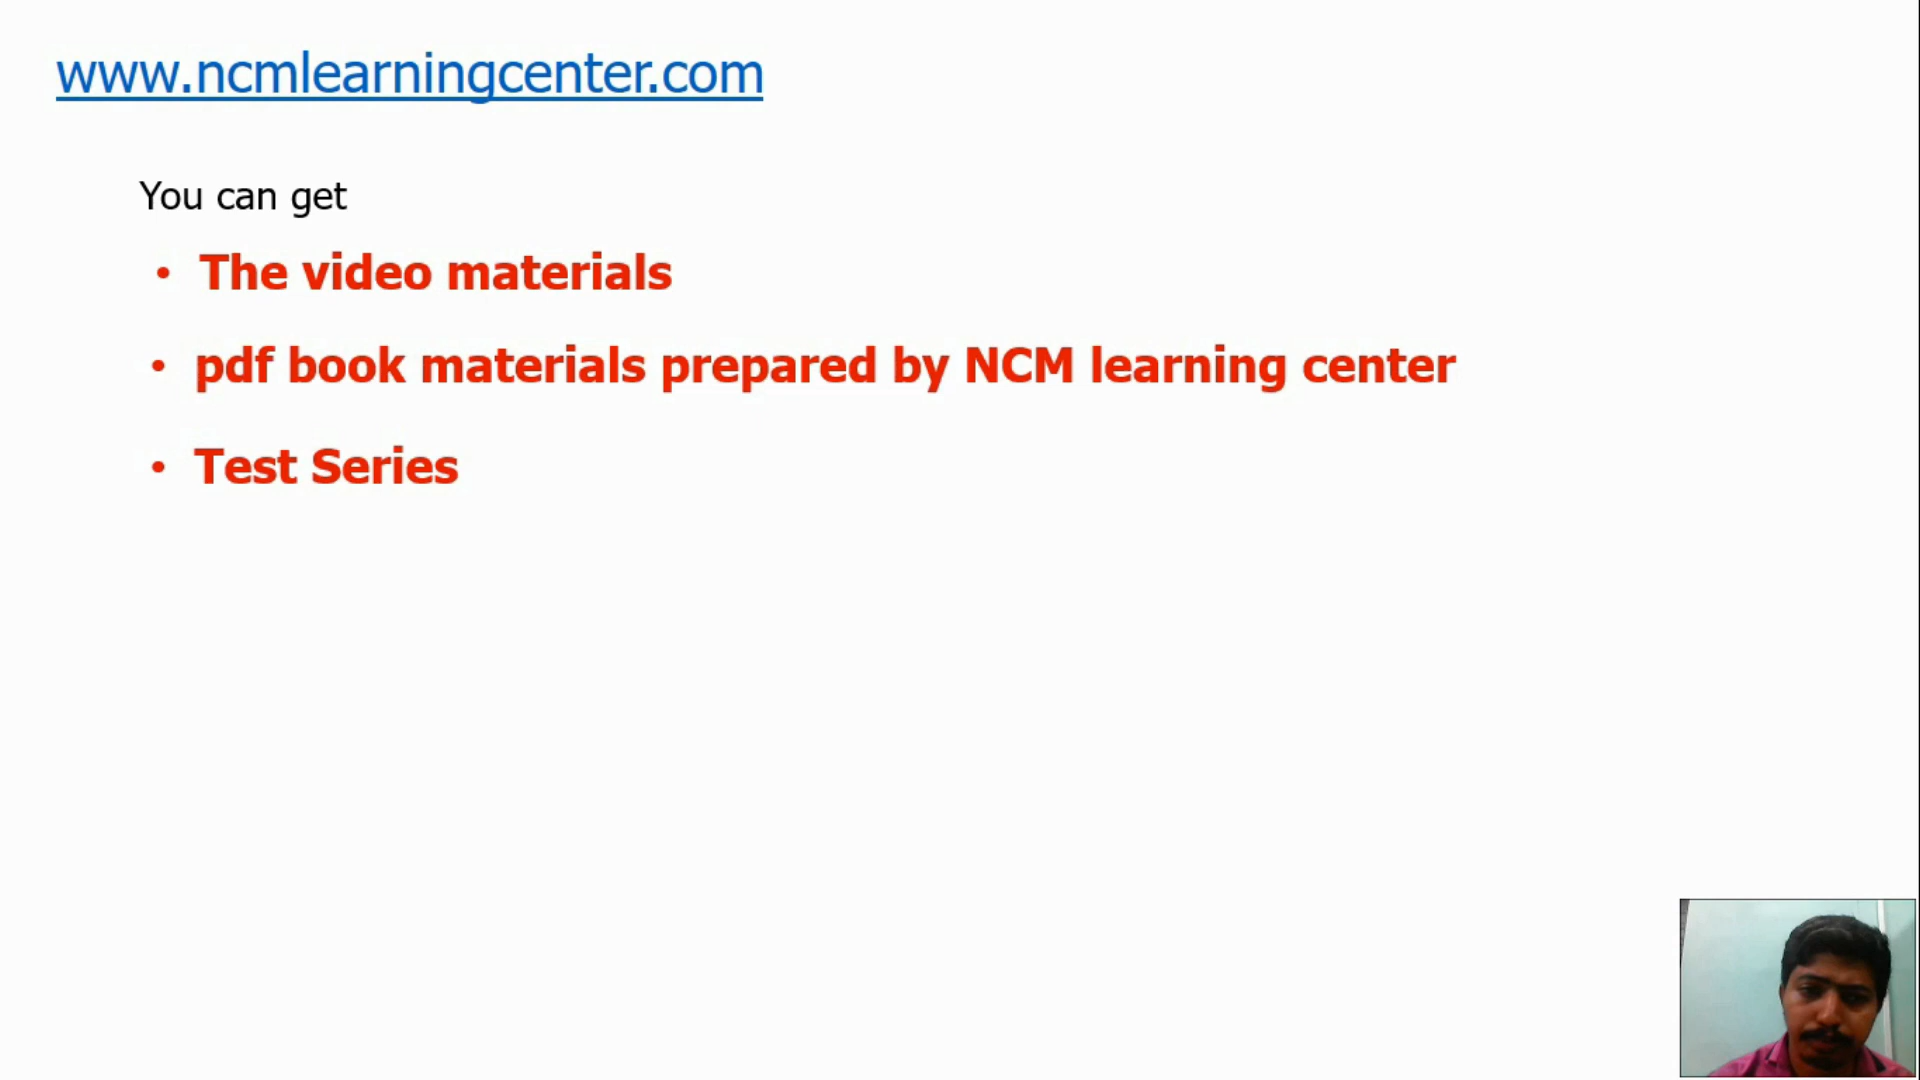 www.ncmlearningcenter.com
You can get
• The video materials
• pdf book materials prepared by NCM learning center
• Test Series